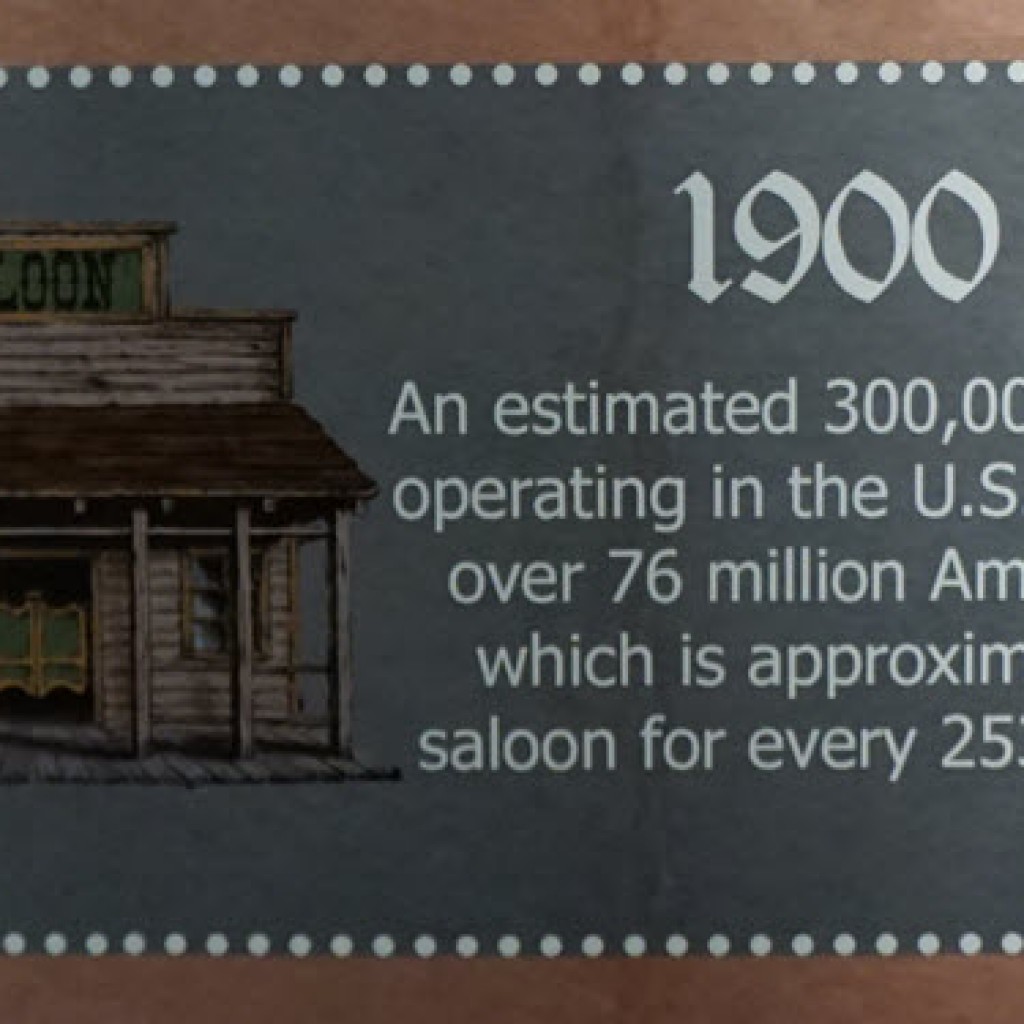 LOON
1900
An estimated 300,00
operating in the U.S.
over 76 million Am
which is approxim
saloon for every 253